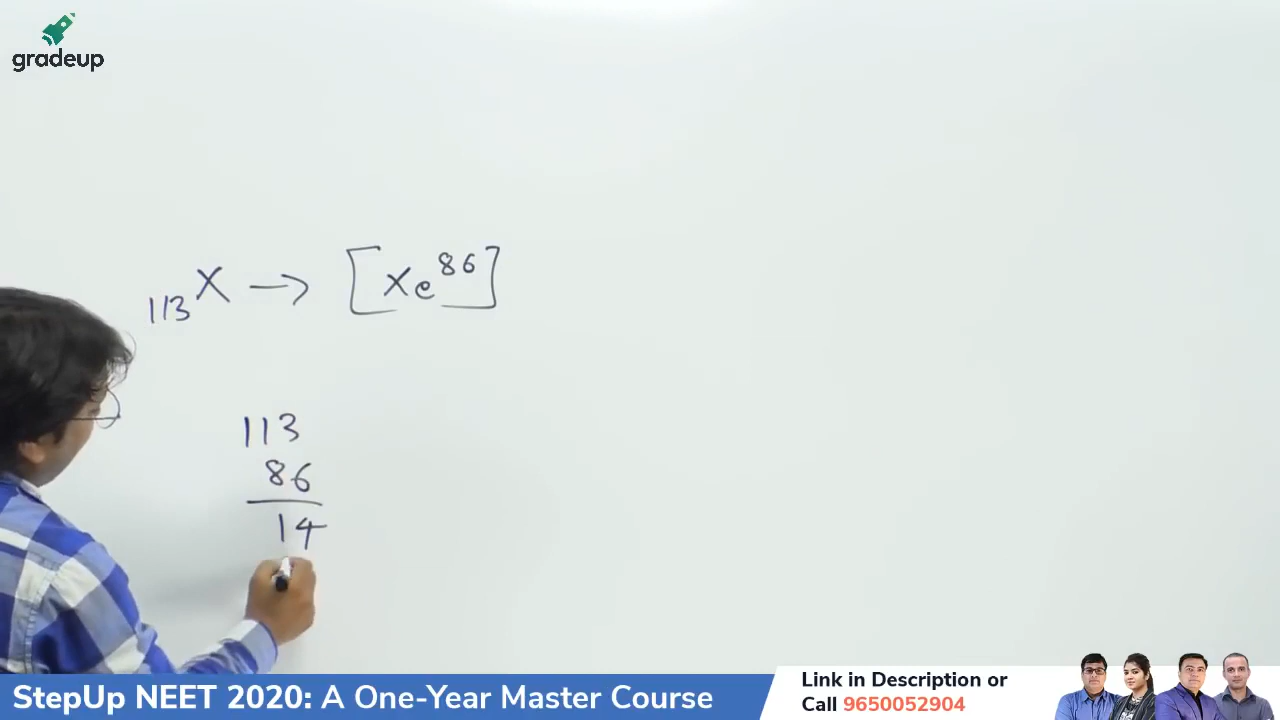 gradeup
113X → [Xe86]
113
86
14
StepUp NEET 2020: A One-Year Master Course
Link in Description or
Call 9650052904